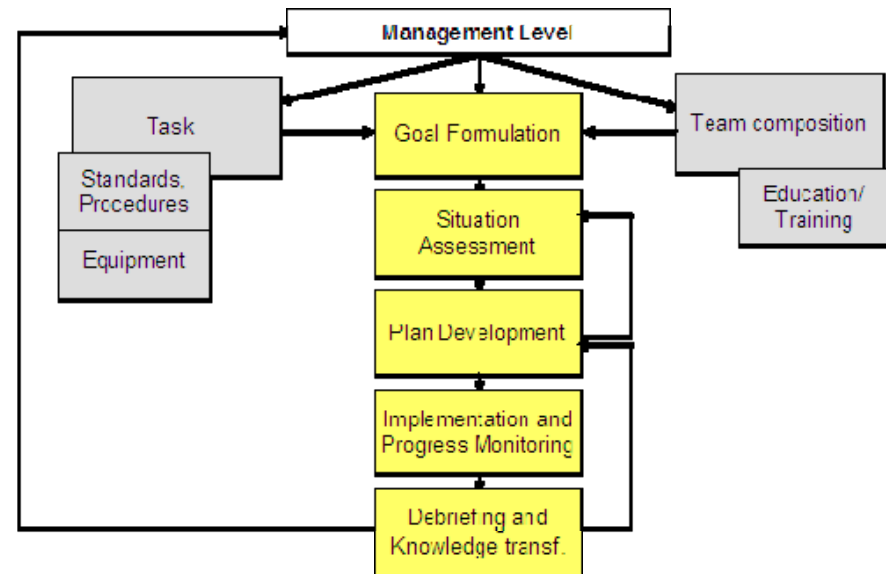 Management Level
Task
Goal Formulation
Team composition
Standards,
Procedures
Education/
Training
Situation
Assessment
Equipment
Plan Development
Implementation and
Progress Monitoring
Debriefing and
Knowledge transf.